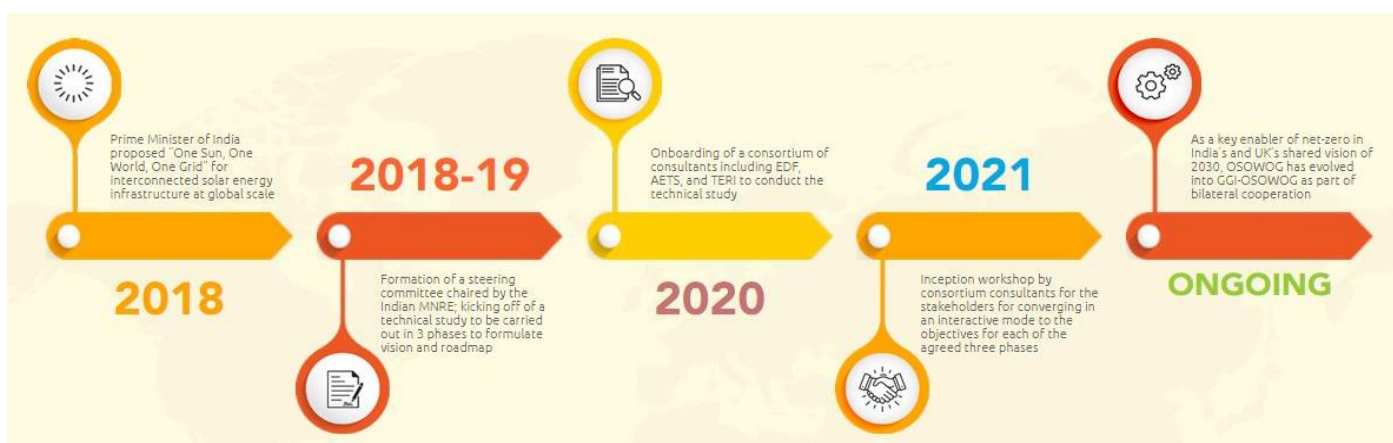 Prime Minister of India
proposed "One Sun, One
World, One Grid" for
interconnected solar energy
infrastructure at global scale
2018
2018-19
Formation of a steering
committee chaired by the
Indian MNRE; kicking off of a
technical study to be carried
out in 3 phases to formulate
vision and roadmap
Onboarding of a consortium of
consultants including EDF,
AETS, and TERI to conduct the
technical study
2020
2021
Inception workshop by
consortium consultants for the
stakeholders for converging in
an interactive mode to the
objectives for each of the
agreed three phases
As a key enabler of net-zero in
India's and UK's shared vision of
2030, OSOWOG has evolved
into GGI-OSOWOG as part of
bilateral cooperation
ONGOING